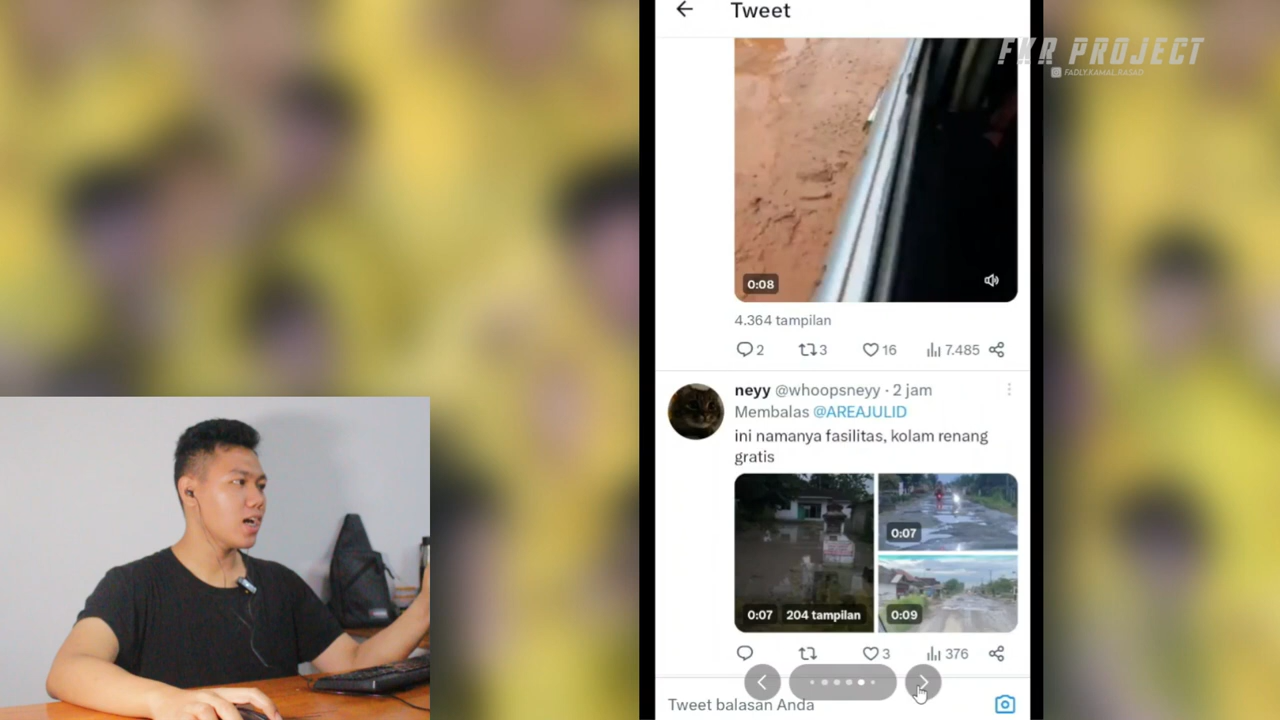 Tweet
FKR PROJECT
FADLY.KAMAL.RASAD
0:08
4.364 tampilan
2 3 16 7.485
neyy @whoopsneyy · 2 jam
Membalas @AREAJULID
ini namanya fasilitas, kolam renang
gratis
0:07
0:07 204 tampilan
0:09
3 376
Tweet balasan Anda